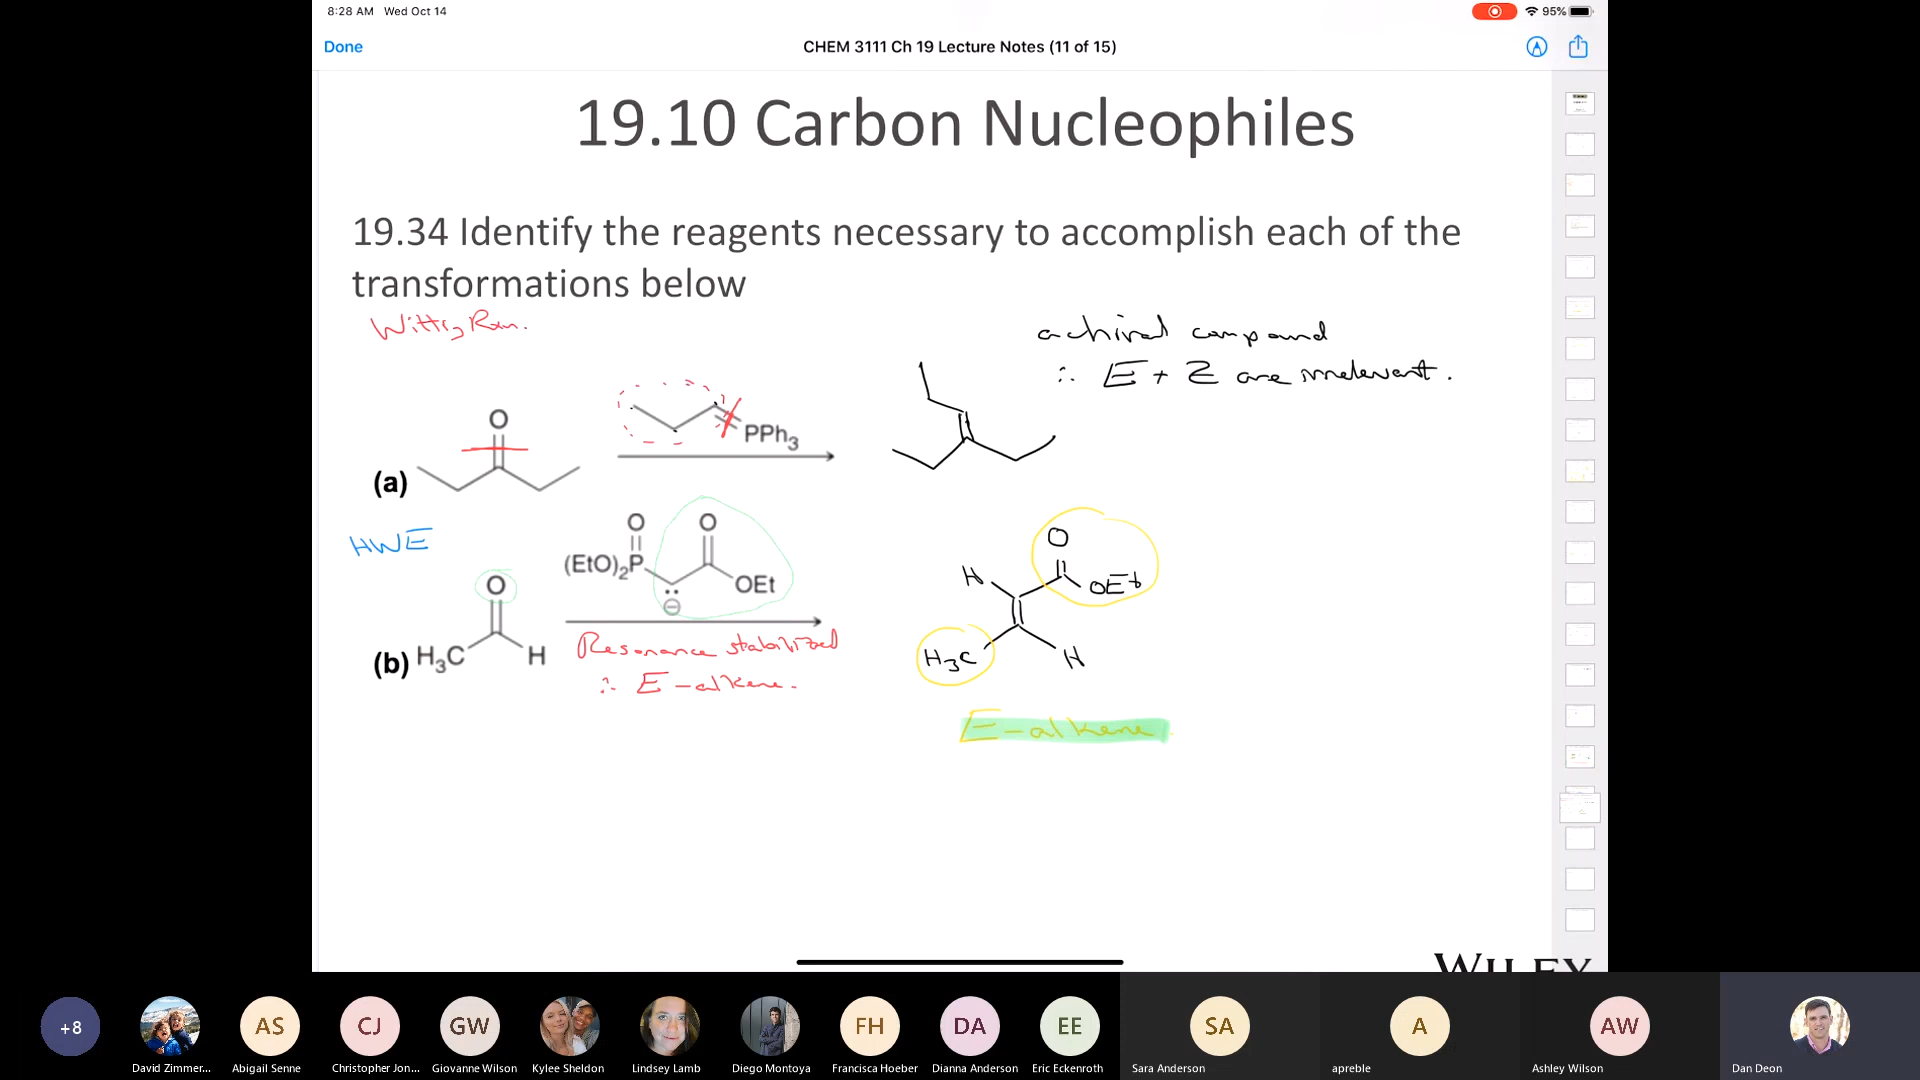 8:28 AM Wed Oct 14
95%
Done
CHEM 3111 Ch 19 Lecture Notes (11 of 15)
19.10 Carbon Nucleophiles
19.34 Identify the reagents necessary to accomplish each of the
transformations below
Wittig Rxn.
achiral compound
∴ E + Z are irrelevant.
O
PPh3
(a)
HWE
O O
(EtO)2P
OEt
⊖
O
H3C H
(b)
Resonance stabilized
∴ E-alkene.
O
H
OEt
H3C
H
E-alkene.
WILEY
+8
AS
CJ
GW
FH
DA
EE
SA
A
AW
David Zimmer...
Abigail Senne
Christopher Jon...
Giovanne Wilson
Kylee Sheldon
Lindsey Lamb
Diego Montoya
Francisca Hoeber
Dianna Anderson
Eric Eckenroth
Sara Anderson
apreble
Ashley Wilson
Dan Deon